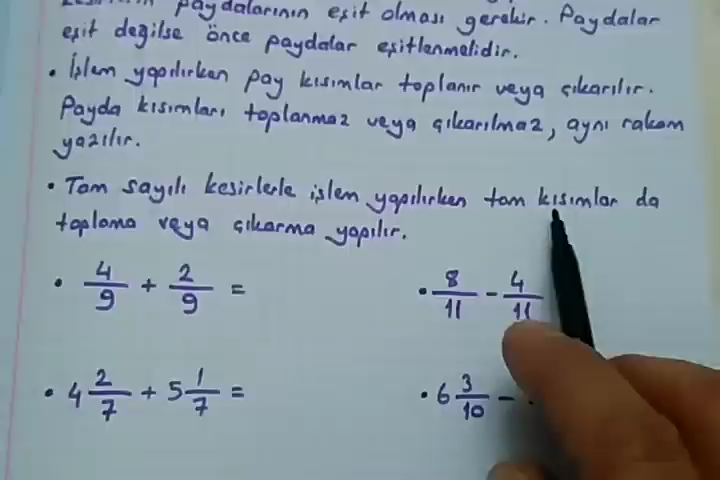 paydalarının eşit olması gerekir. Paydalar
eşit değilse önce paydalar eşitlenmelidir.
• İşlem yapılırken pay kısımlar toplanır veya çıkarılır.
Payda kısımları toplanmaz veya çıkarılmaz, aynı rakam
yazılır.
• Tam sayılı kesirlerle işlem yapılırken tam kısımlar da
toplama veya çıkarma yapılır.
• 4/9 + 2/9 =
• 8/11 - 4/11
• 4 2/7 + 5 1/7 =
• 6 3/10 -